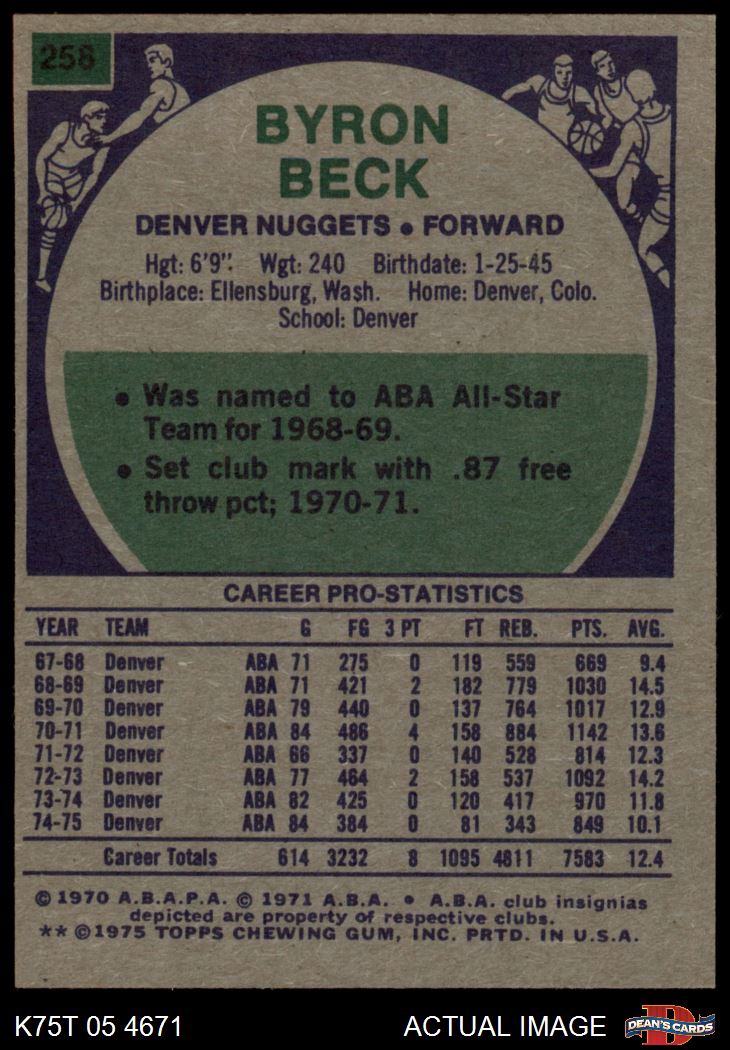 258
BYRON
BECK
DENVER NUGGETS • FORWARD
Hgt: 6'9". Wgt: 240 Birthdate: 1-25-45
Birthplace: Ellensburg, Wash. Home: Denver, Colo.
School: Denver
• Was named to ABA All-Star
Team for 1968-69.
• Set club mark with .87 free
throw pct; 1970-71.
CAREER PRO-STATISTICS
YEAR TEAM G FG 3 PT FT REB. PTS. AVG.
67-68 Denver ABA 71 275 0 119 559 669 9.4
68-69 Denver ABA 71 421 2 182 779 1030 14.5
69-70 Denver ABA 79 440 0 137 764 1017 12.9
70-71 Denver ABA 84 486 4 158 884 1142 13.6
71-72 Denver ABA 66 337 0 140 528 814 12.3
72-73 Denver ABA 77 464 2 158 537 1092 14.2
73-74 Denver ABA 82 425 0 120 417 970 11.8
74-75 Denver ABA 84 384 0 81 343 849 10.1
Career Totals 614 3232 8 1095 4811 7583 12.4
© 1970 A.B.A.P.A. © 1971 A.B.A. • A.B.A. club insignias
depicted are property of respective clubs.
** © 1975 TOPPS CHEWING GUM, INC. PRTD. IN U.S.A.
K75T 05 4671 ACTUAL IMAGE
D
DEAN'S CARDS